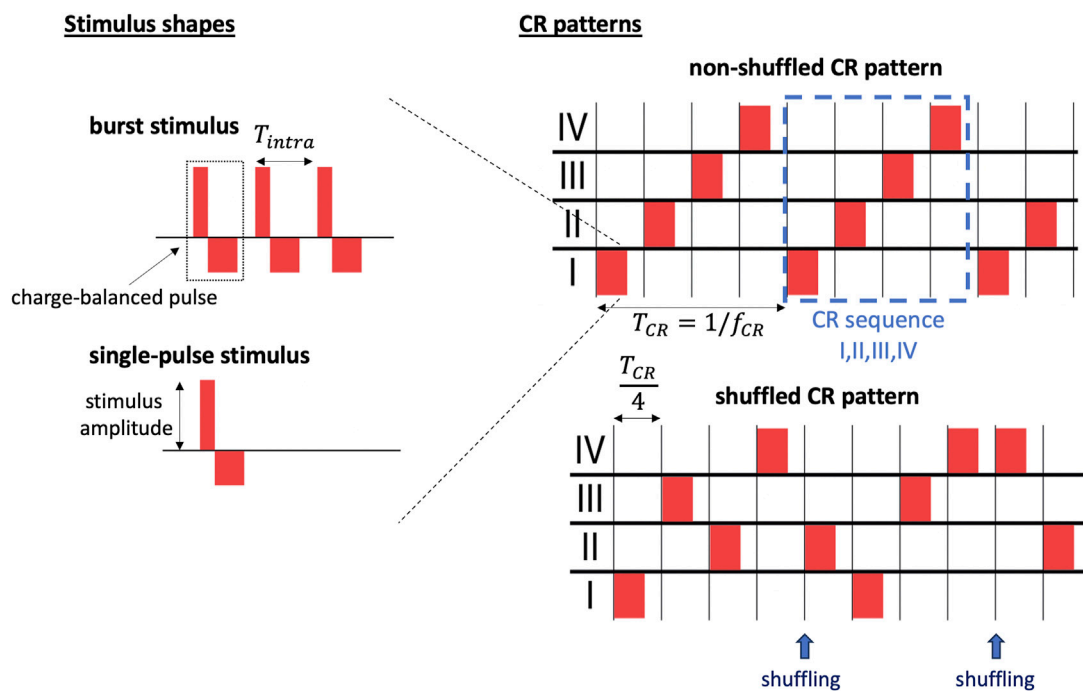 Stimulus shapes
burst stimulus
T_intra
charge-balanced pulse
single-pulse stimulus
stimulus
amplitude
CR patterns
non-shuffled CR pattern
IV
III
II
I
T_CR = 1/f_CR
CR sequence
I,II,III,IV
T_CR/4
shuffled CR pattern
IV
III
II
I
shuffling
shuffling